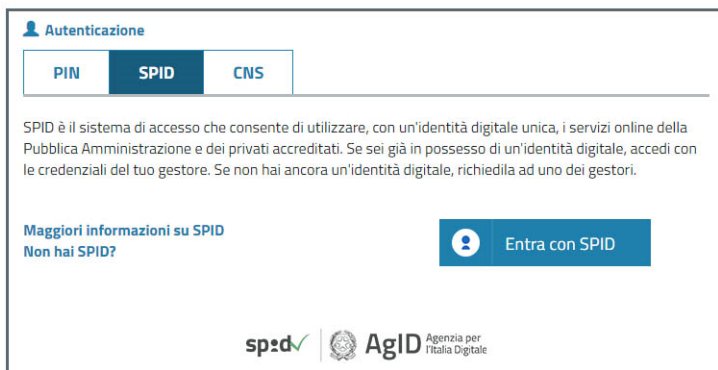 Autenticazione
PIN SPID CNS
SPID è il sistema di accesso che consente di utilizzare, con un'identità digitale unica, i servizi online della
Pubblica Amministrazione e dei privati accreditati. Se sei già in possesso di un'identità digitale, accedi con
le credenziali del tuo gestore. Se non hai ancora un'identità digitale, richiedila ad uno dei gestori.
Maggiori informazioni su SPID
Non hai SPID?
Entra con SPID
spid AgID Agenzia per
l'Italia Digitale